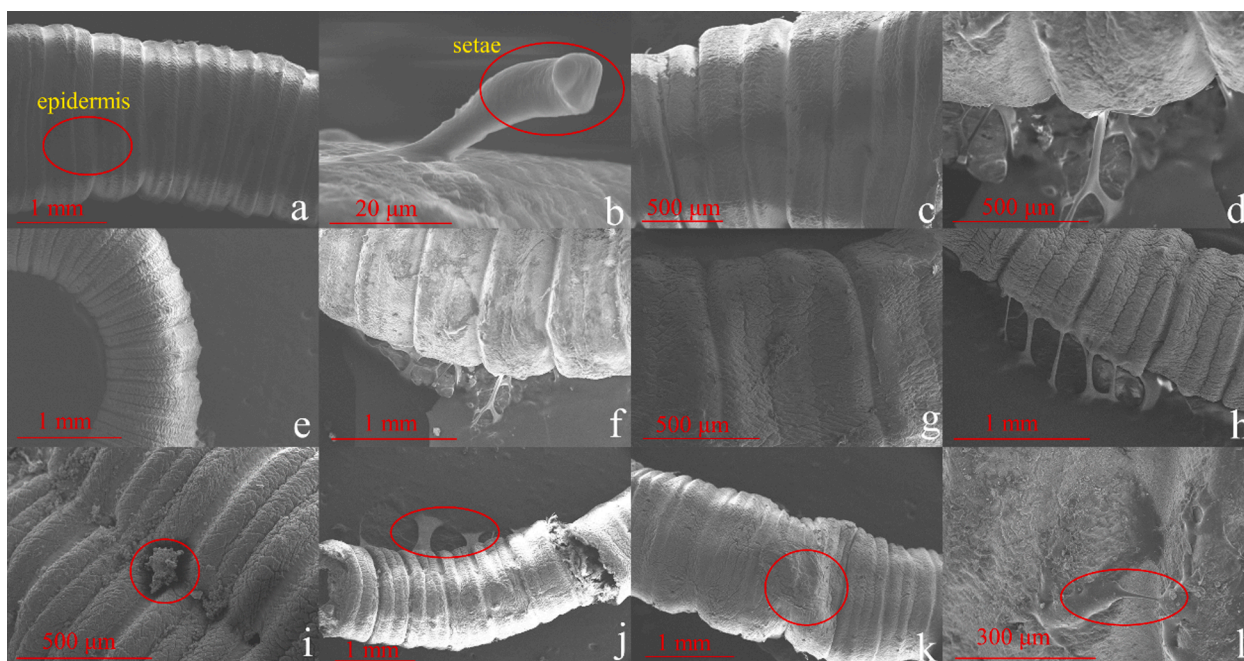 epidermis
1 mm
a
setae
20 μm
b
500 μm
c
500 μm
d
1 mm
e
1 mm
f
500 μm
g
1 mm
h
500 μm
i
1 mm
j
1 mm
k
300 μm
l